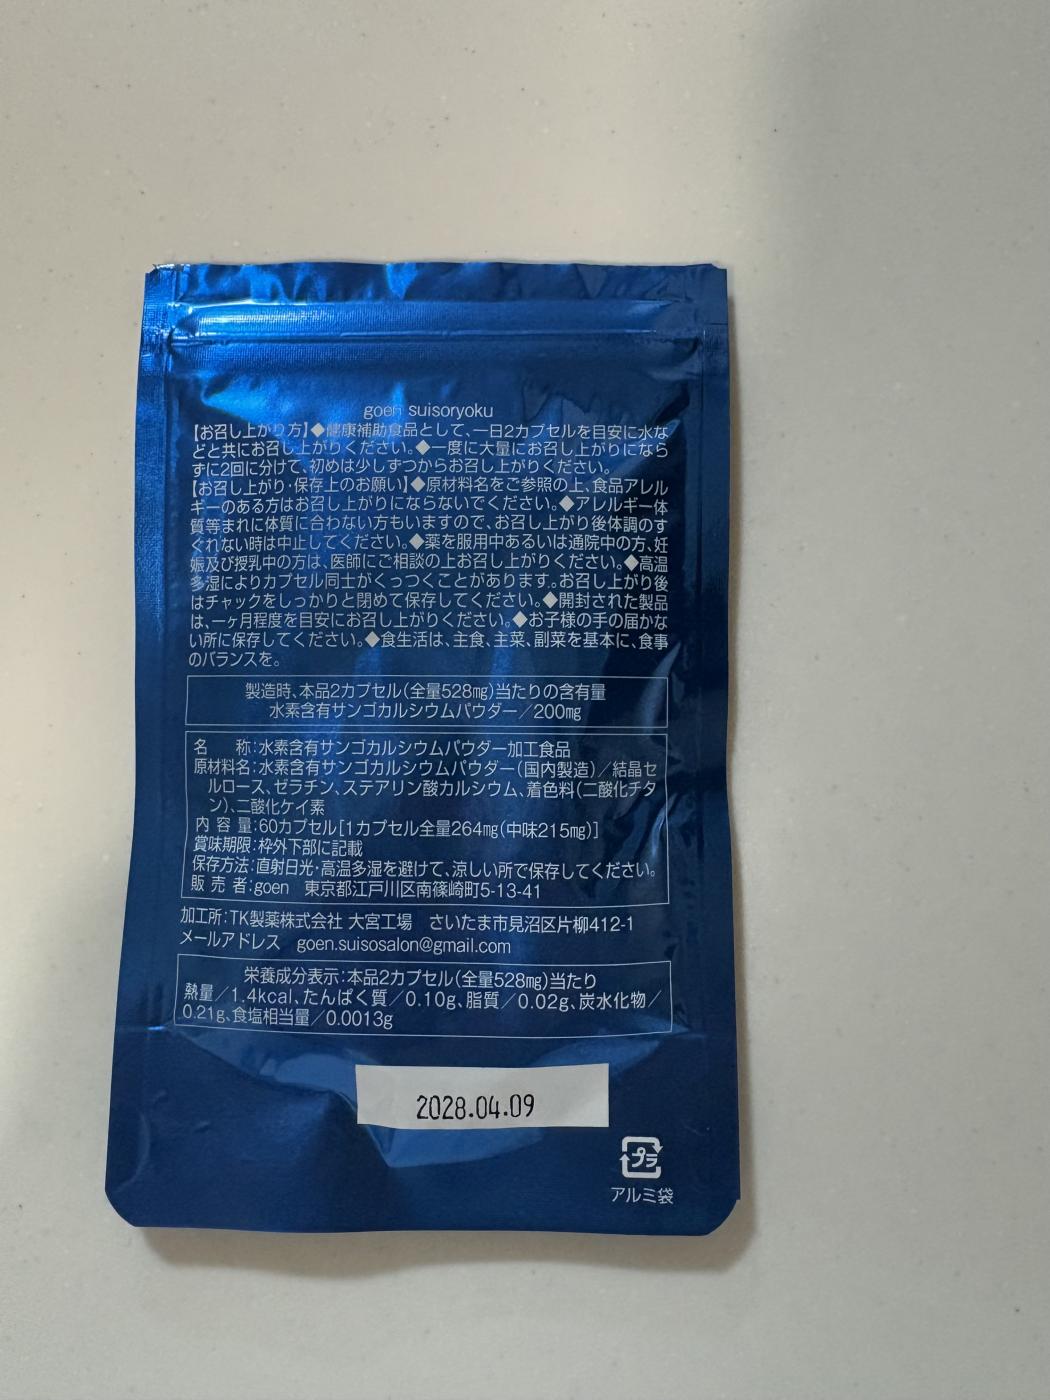 goen suisoryoku
【お召し上がり方】◆健康補助食品として、一日2カプセルを目安に水な
どと共にお召し上がりください。◆一度に大量にお召し上がりになら
ずに2回に分けて、初めは少しずつからお召し上がりください。
【お召し上がり・保存上のお願い】◆原材料名をご参照の上、食品アレル
ギーのある方はお召し上がりにならないでください。◆アレルギー体
質等まれに体質に合わない方もいますので、お召し上がり後体調のす
ぐれない時は中止してください。◆薬を服用中あるいは通院中の方、妊
娠及び授乳中の方は、医師にご相談の上お召し上がりください。◆高温
多湿によりカプセル同士がくっつくことがあります。お召し上がり後
はチャックをしっかりと閉めて保存してください。◆開封された製品
は、一ヶ月程度を目安にお召し上がりください。◆お子様の手の届かな
い所に保存してください。◆食生活は、主食、主菜、副菜を基本に、食事
のバランスを。
製造時、本品2カプセル(全量528㎎)当たりの含有量
水素含有サンゴカルシウムパウダー／200㎎
名　称:水素含有サンゴカルシウムパウダー加工食品
原材料名:水素含有サンゴカルシウムパウダー(国内製造)／結晶セ
ルロース、ゼラチン、ステアリン酸カルシウム、着色料(二酸化チタ
ン)、二酸化ケイ素
内容量:60カプセル[1カプセル全量264㎎(中味215㎎)]
賞味期限:枠外下部に記載
保存方法:直射日光・高温多湿を避けて、涼しい所で保存してください。
販売者:goen　東京都江戸川区南篠崎町5-13-41
加工所:TK製薬株式会社 大宮工場　さいたま市見沼区片柳412-1
メールアドレス　goen.suisosalon@gmail.com
栄養成分表示:本品2カプセル(全量528㎎)当たり
熱量／1.4kcal、たんぱく質／0.10g、脂質／0.02g、炭水化物／
0.21g、食塩相当量／0.0013g
2028.04.09
プラ
アルミ袋